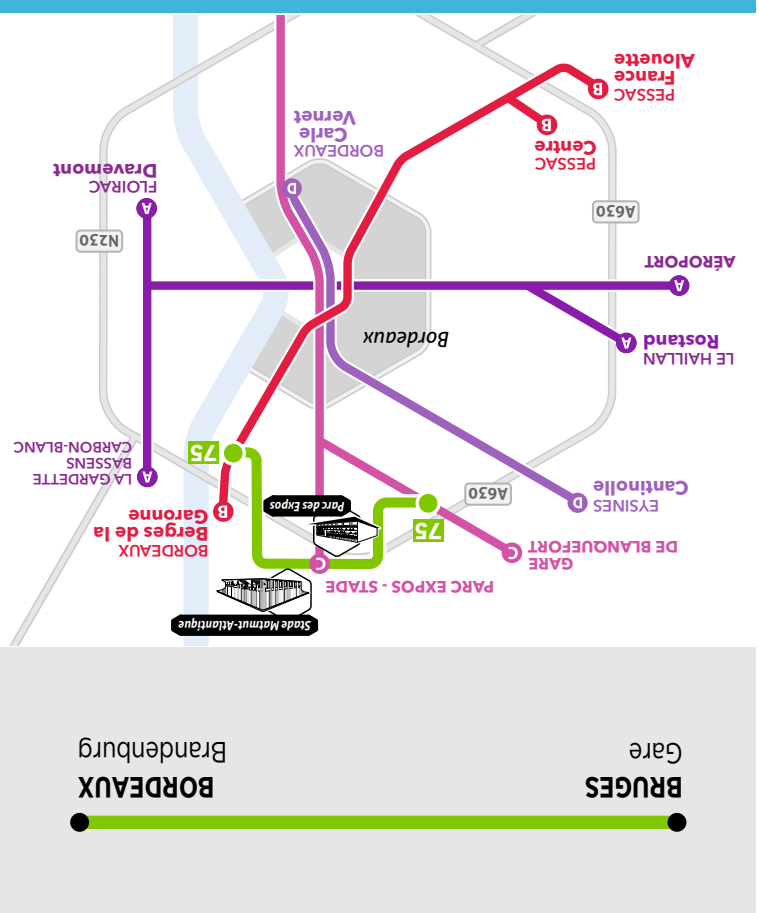 BRUGES
Gare
BORDEAUX
Brandenburg
Stade Matmut-Atlantique
PARC EXPOS - STADE
C
GARE
DE BLANQUEFORT
C
75
Parc des Expos
BORDEAUX
Berges de la
Garonne
B
A630
EYSINES
Cantinolle
D
75
LA GARDETTE
BASSENS
CARBON-BLANC
A
LE HAILLAN
Rostand
A
Bordeaux
AÉROPORT
A
A630
N230
FLOIRAC
Dravemont
A
D
BORDEAUX
Carle
Vernet
PESSAC
Centre
B
PESSAC
France
Alouette
B